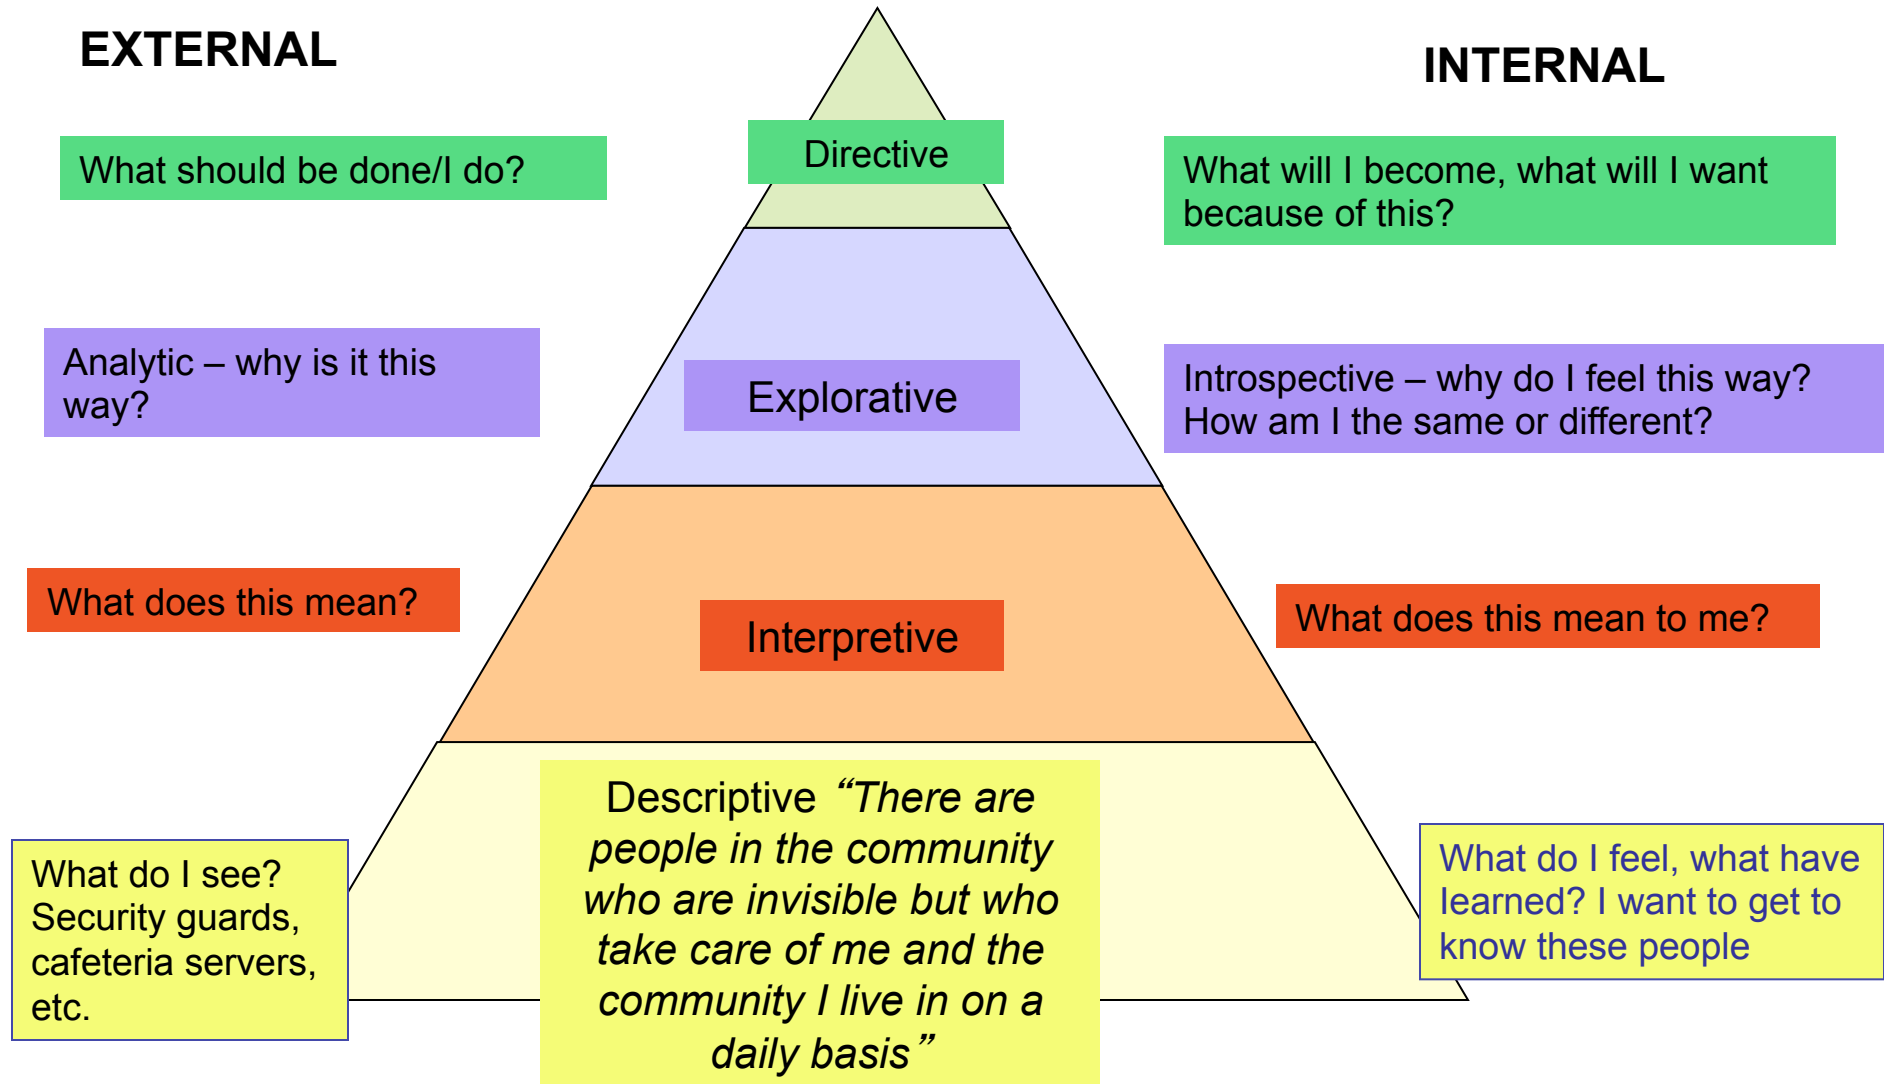 EXTERNAL
INTERNAL
What should be done/I do?
Directive
What will I become, what will I want
because of this?
Analytic – why is it this
way?
Explorative
Introspective – why do I feel this way?
How am I the same or different?
What does this mean?
Interpretive
What does this mean to me?
What do I see?
Security guards,
cafeteria servers,
etc.
Descriptive “There are
people in the community
who are invisible but who
take care of me and the
community I live in on a
daily basis”
What do I feel, what have
learned? I want to get to
know these people